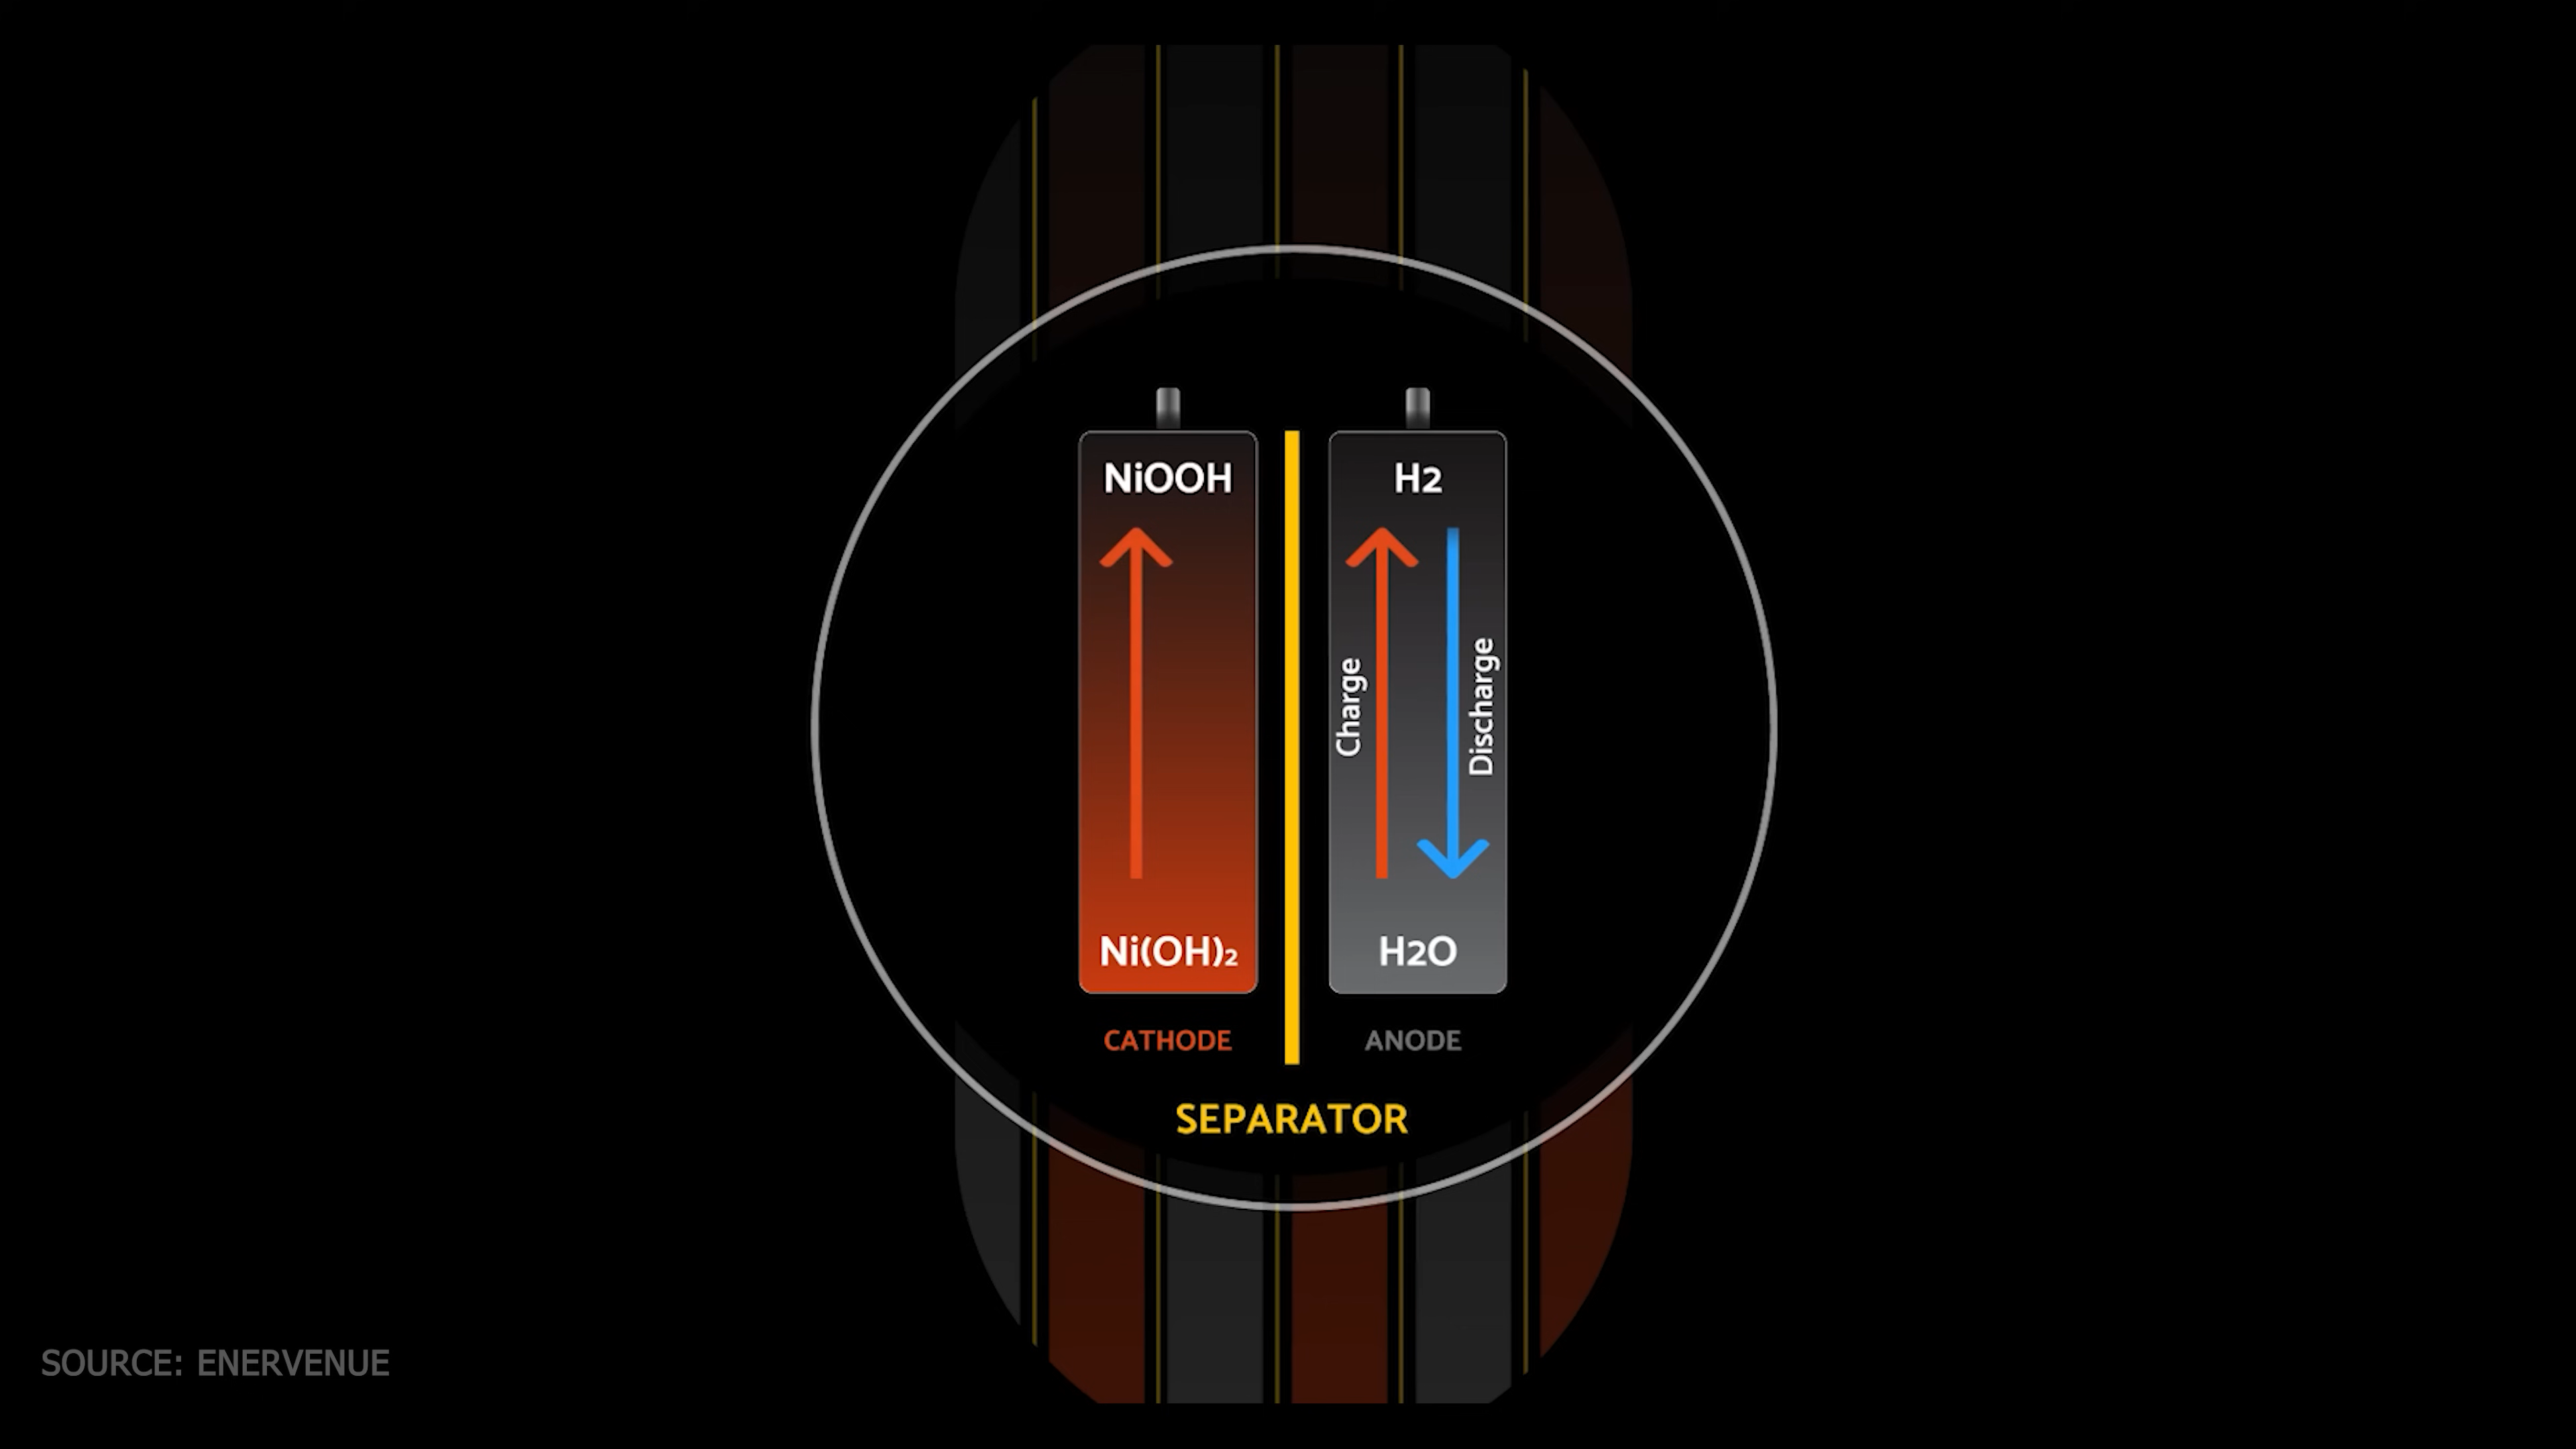 NiOOH
Ni(OH)₂
CATHODE
H2
Charge
Discharge
H2O
ANODE
SEPARATOR
SOURCE: ENERVENUE